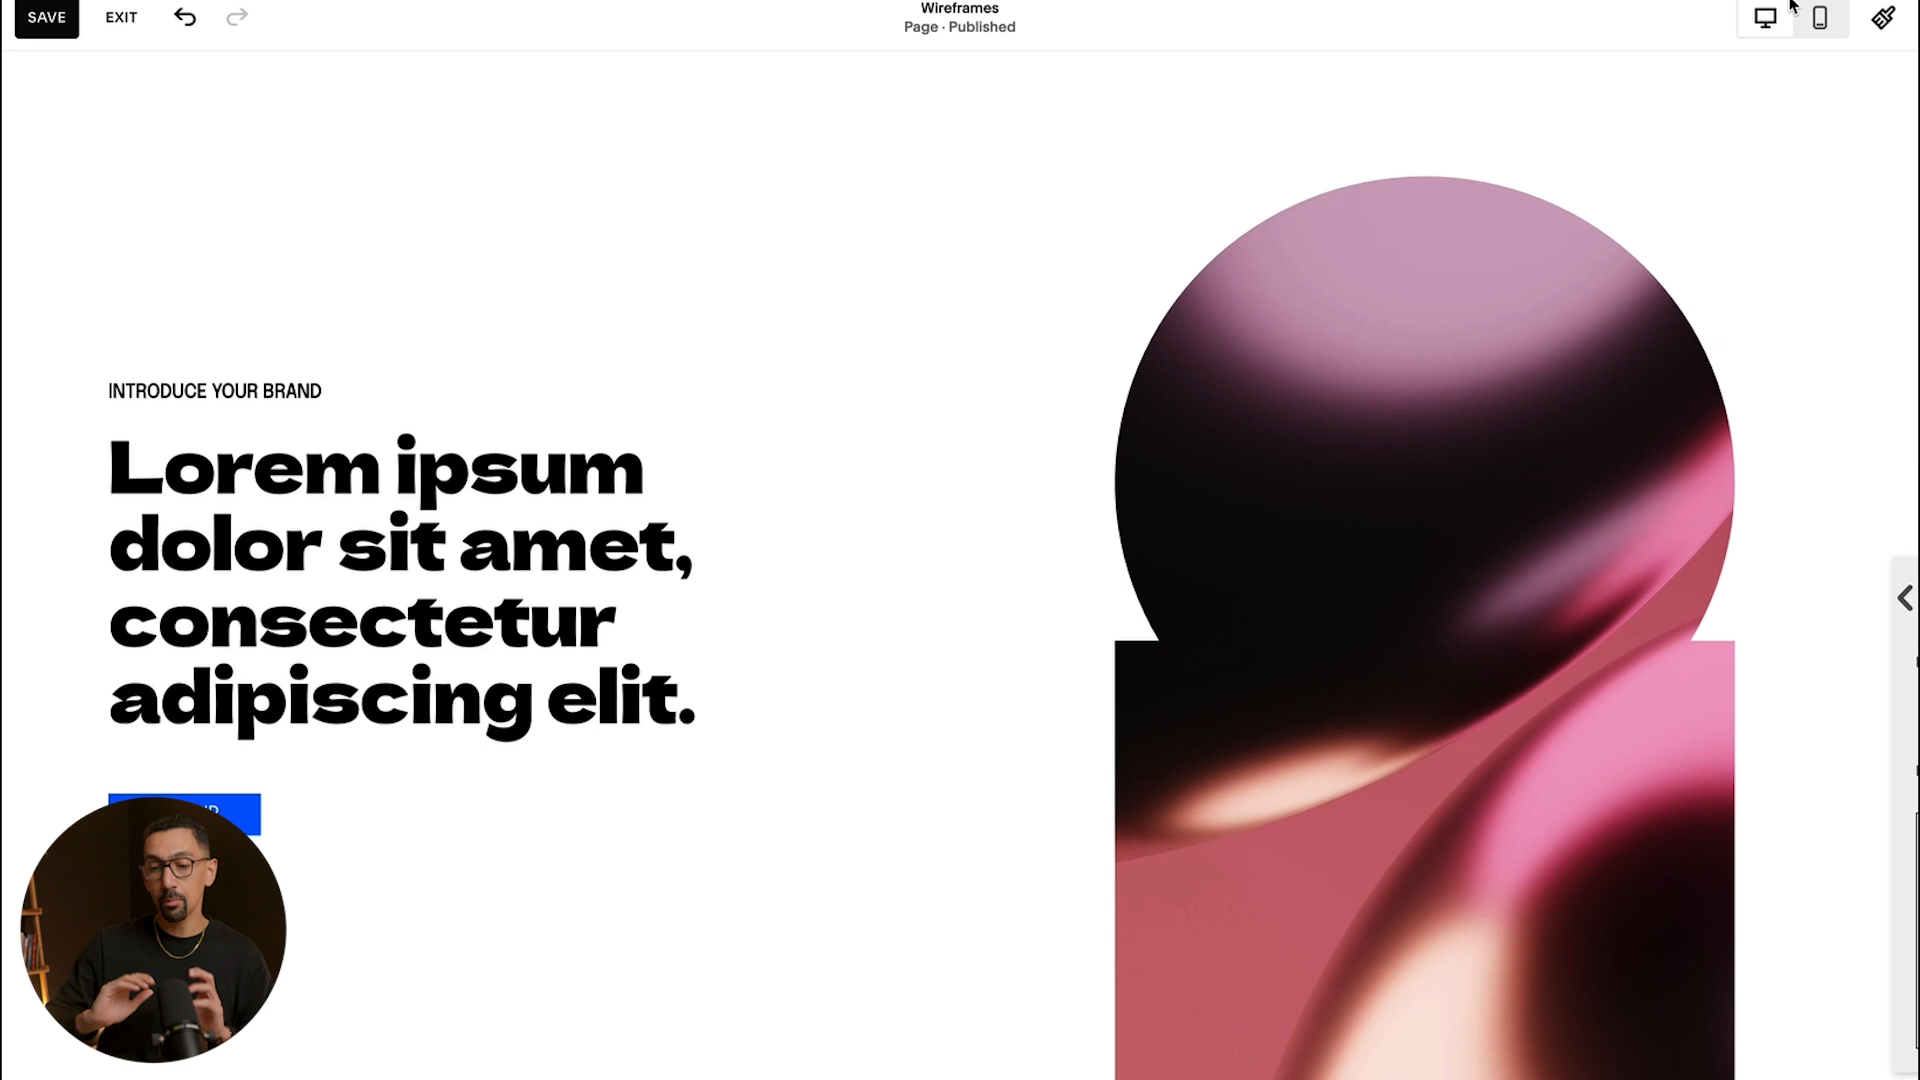 SAVE
EXIT
Wireframes
Page · Published
INTRODUCE YOUR BRAND
Lorem ipsum
dolor sit amet,
consectetur
adipiscing elit.